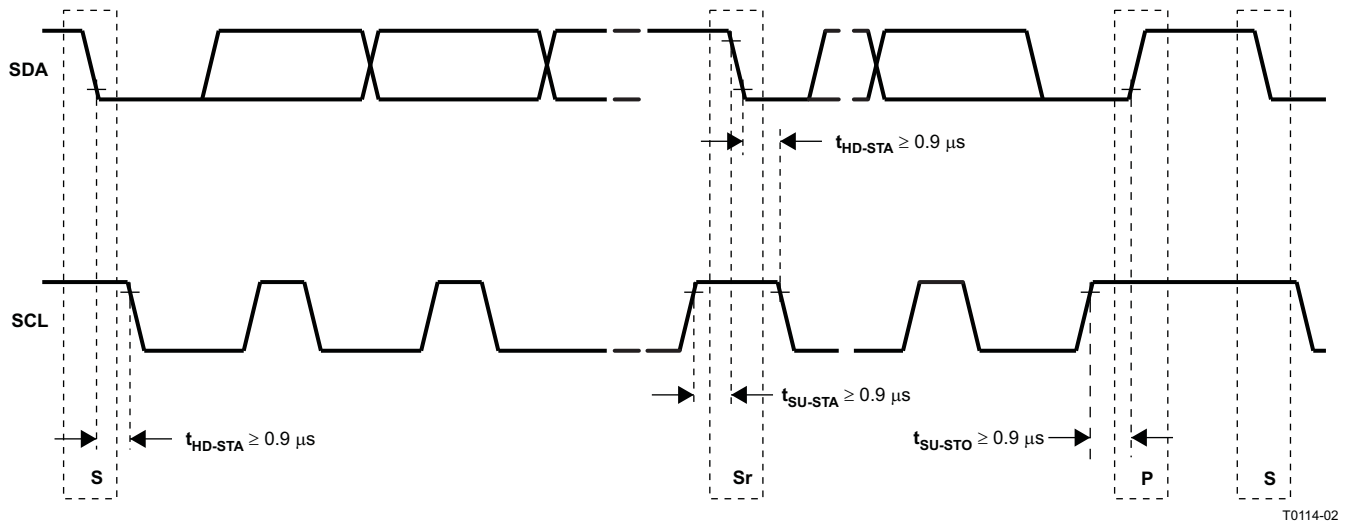 SDA
t_HD-STA ≥ 0.9 μs
SCL
t_SU-STA ≥ 0.9 μs
t_HD-STA ≥ 0.9 μs
t_SU-STO ≥ 0.9 μs
S
Sr
P
S
T0114-02